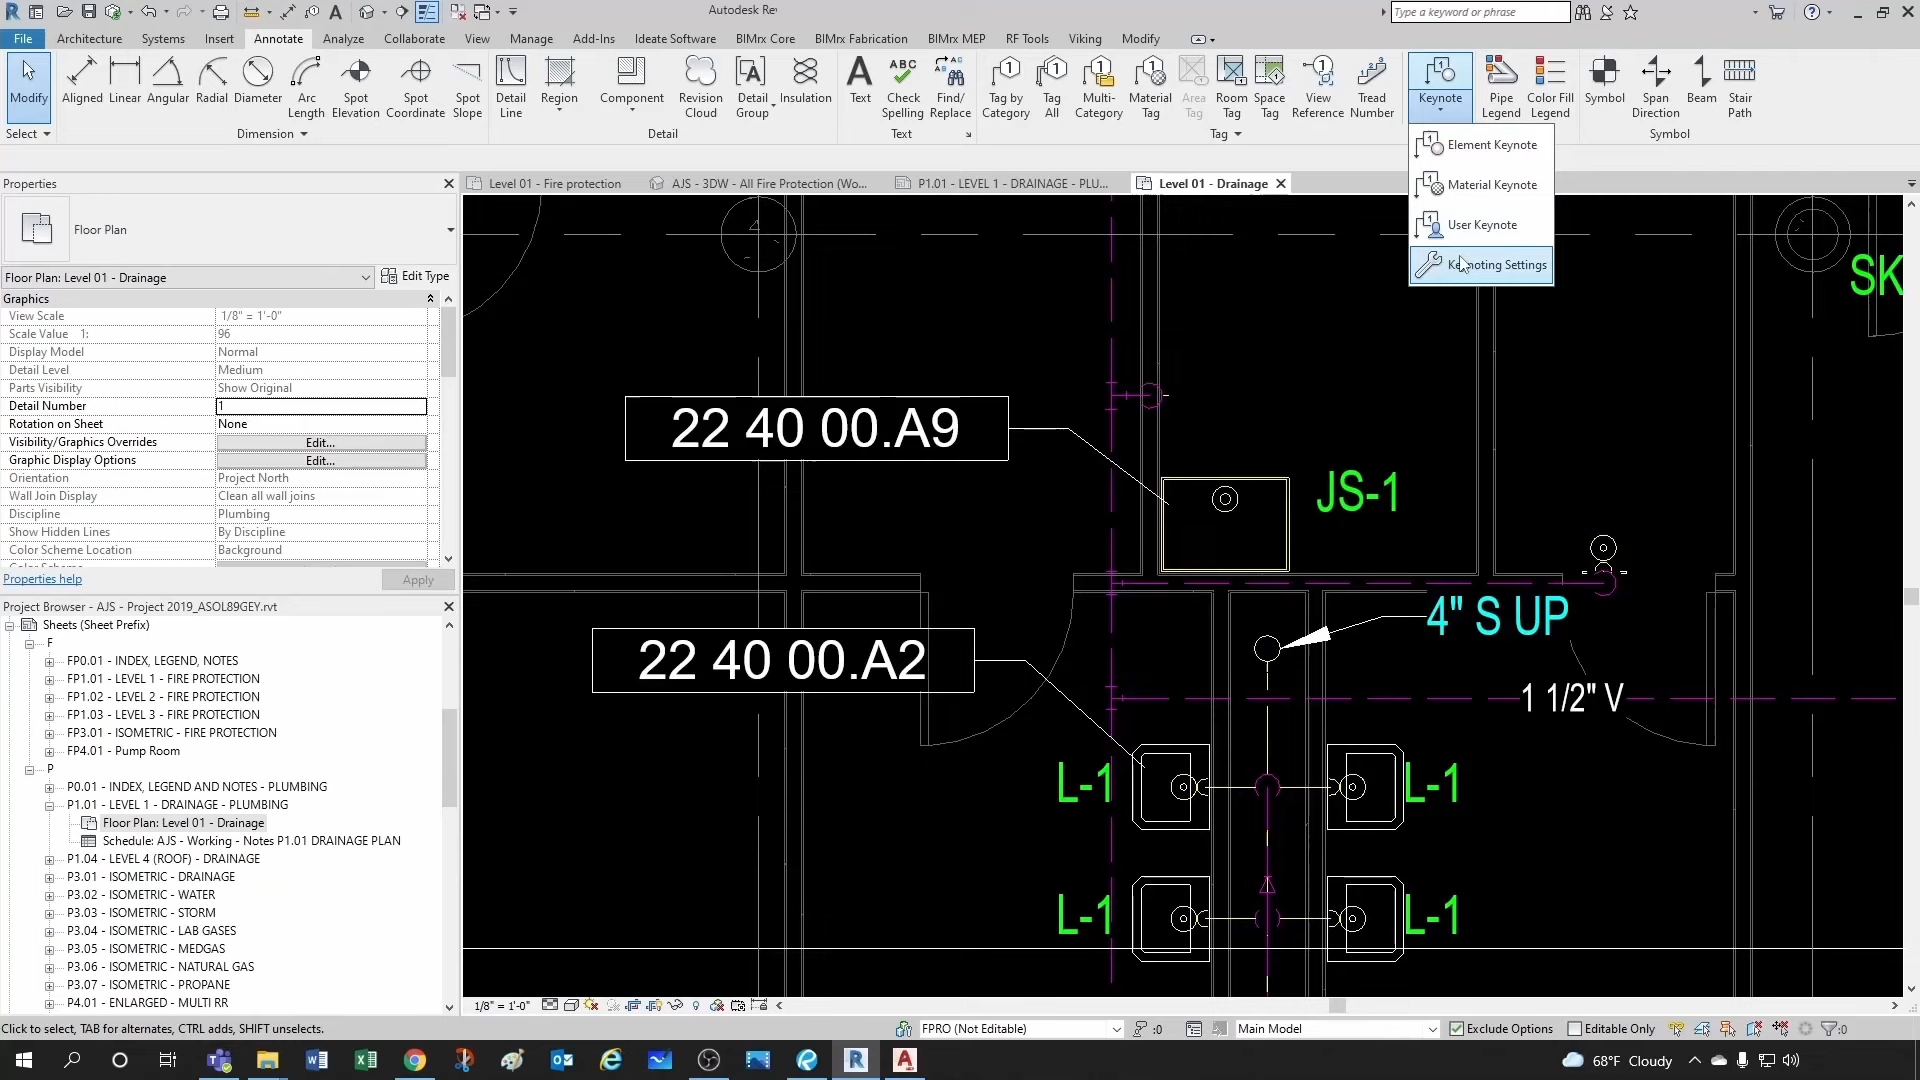 Autodesk Rev
Type a keyword or phrase
File Architecture Systems Insert Annotate Analyze Collaborate View Manage Add-Ins Ideate Software BIMrx Core BIMrx Fabrication BIMrx MEP RF Tools Viking Modify
Modify Aligned Linear Angular Radial Diameter Arc Length Spot Elevation Spot Coordinate Spot Slope Detail Line Region Component Revision Cloud Detail Group Insulation Text Check Spelling Find/ Replace Tag by Category Tag All Multi-Category Material Tag Area Tag Room Tag Space Tag View Reference Tread Number Keynote Pipe Legend Color Fill Legend Symbol Span Direction Beam Stair Path
Select Dimension Detail Text Tag Symbol
Element Keynote
Material Keynote
User Keynote
Keynoting Settings
Level 01 - Fire protection AJS - 3DW - All Fire Protection (Wo... P1.01 - LEVEL 1 - DRAINAGE - PLU... Level 01 - Drainage
Properties
Floor Plan
Floor Plan: Level 01 - Drainage Edit Type
Graphics
View Scale 1/8" = 1'-0"
Scale Value 1: 96
Display Model Normal
Detail Level Medium
Parts Visibility Show Original
Detail Number 1
Rotation on Sheet None
Visibility/Graphics Overrides Edit...
Graphic Display Options Edit...
Orientation Project North
Wall Join Display Clean all wall joins
Discipline Plumbing
Show Hidden Lines By Discipline
Color Scheme Location Background
Properties help Apply
Project Browser - AJS - Project 2019_ASOL89GEY.rvt
Sheets (Sheet Prefix)
F
FP0.01 - INDEX, LEGEND, NOTES
FP1.01 - LEVEL 1 - FIRE PROTECTION
FP1.02 - LEVEL 2 - FIRE PROTECTION
FP1.03 - LEVEL 3 - FIRE PROTECTION
FP3.01 - ISOMETRIC - FIRE PROTECTION
FP4.01 - Pump Room
P
P0.01 - INDEX, LEGEND AND NOTES - PLUMBING
P1.01 - LEVEL 1 - DRAINAGE - PLUMBING
Floor Plan: Level 01 - Drainage
Schedule: AJS - Working - Notes P1.01 DRAINAGE PLAN
P1.04 - LEVEL 4 (ROOF) - DRAINAGE
P3.01 - ISOMETRIC - DRAINAGE
P3.02 - ISOMETRIC - WATER
P3.03 - ISOMETRIC - STORM
P3.04 - ISOMETRIC - LAB GASES
P3.05 - ISOMETRIC - MEDGAS
P3.06 - ISOMETRIC - NATURAL GAS
P3.07 - ISOMETRIC - PROPANE
P4.01 - ENLARGED - MULTI RR
SK
22 40 00.A9
JS-1
4" S UP
22 40 00.A2
1 1/2" V
L-1 L-1
L-1 L-1
1/8" = 1'-0"
Click to select, TAB for alternates, CTRL adds, SHIFT unselects.
FPRO (Not Editable) :0 Main Model Exclude Options Editable Only :0
68°F Cloudy